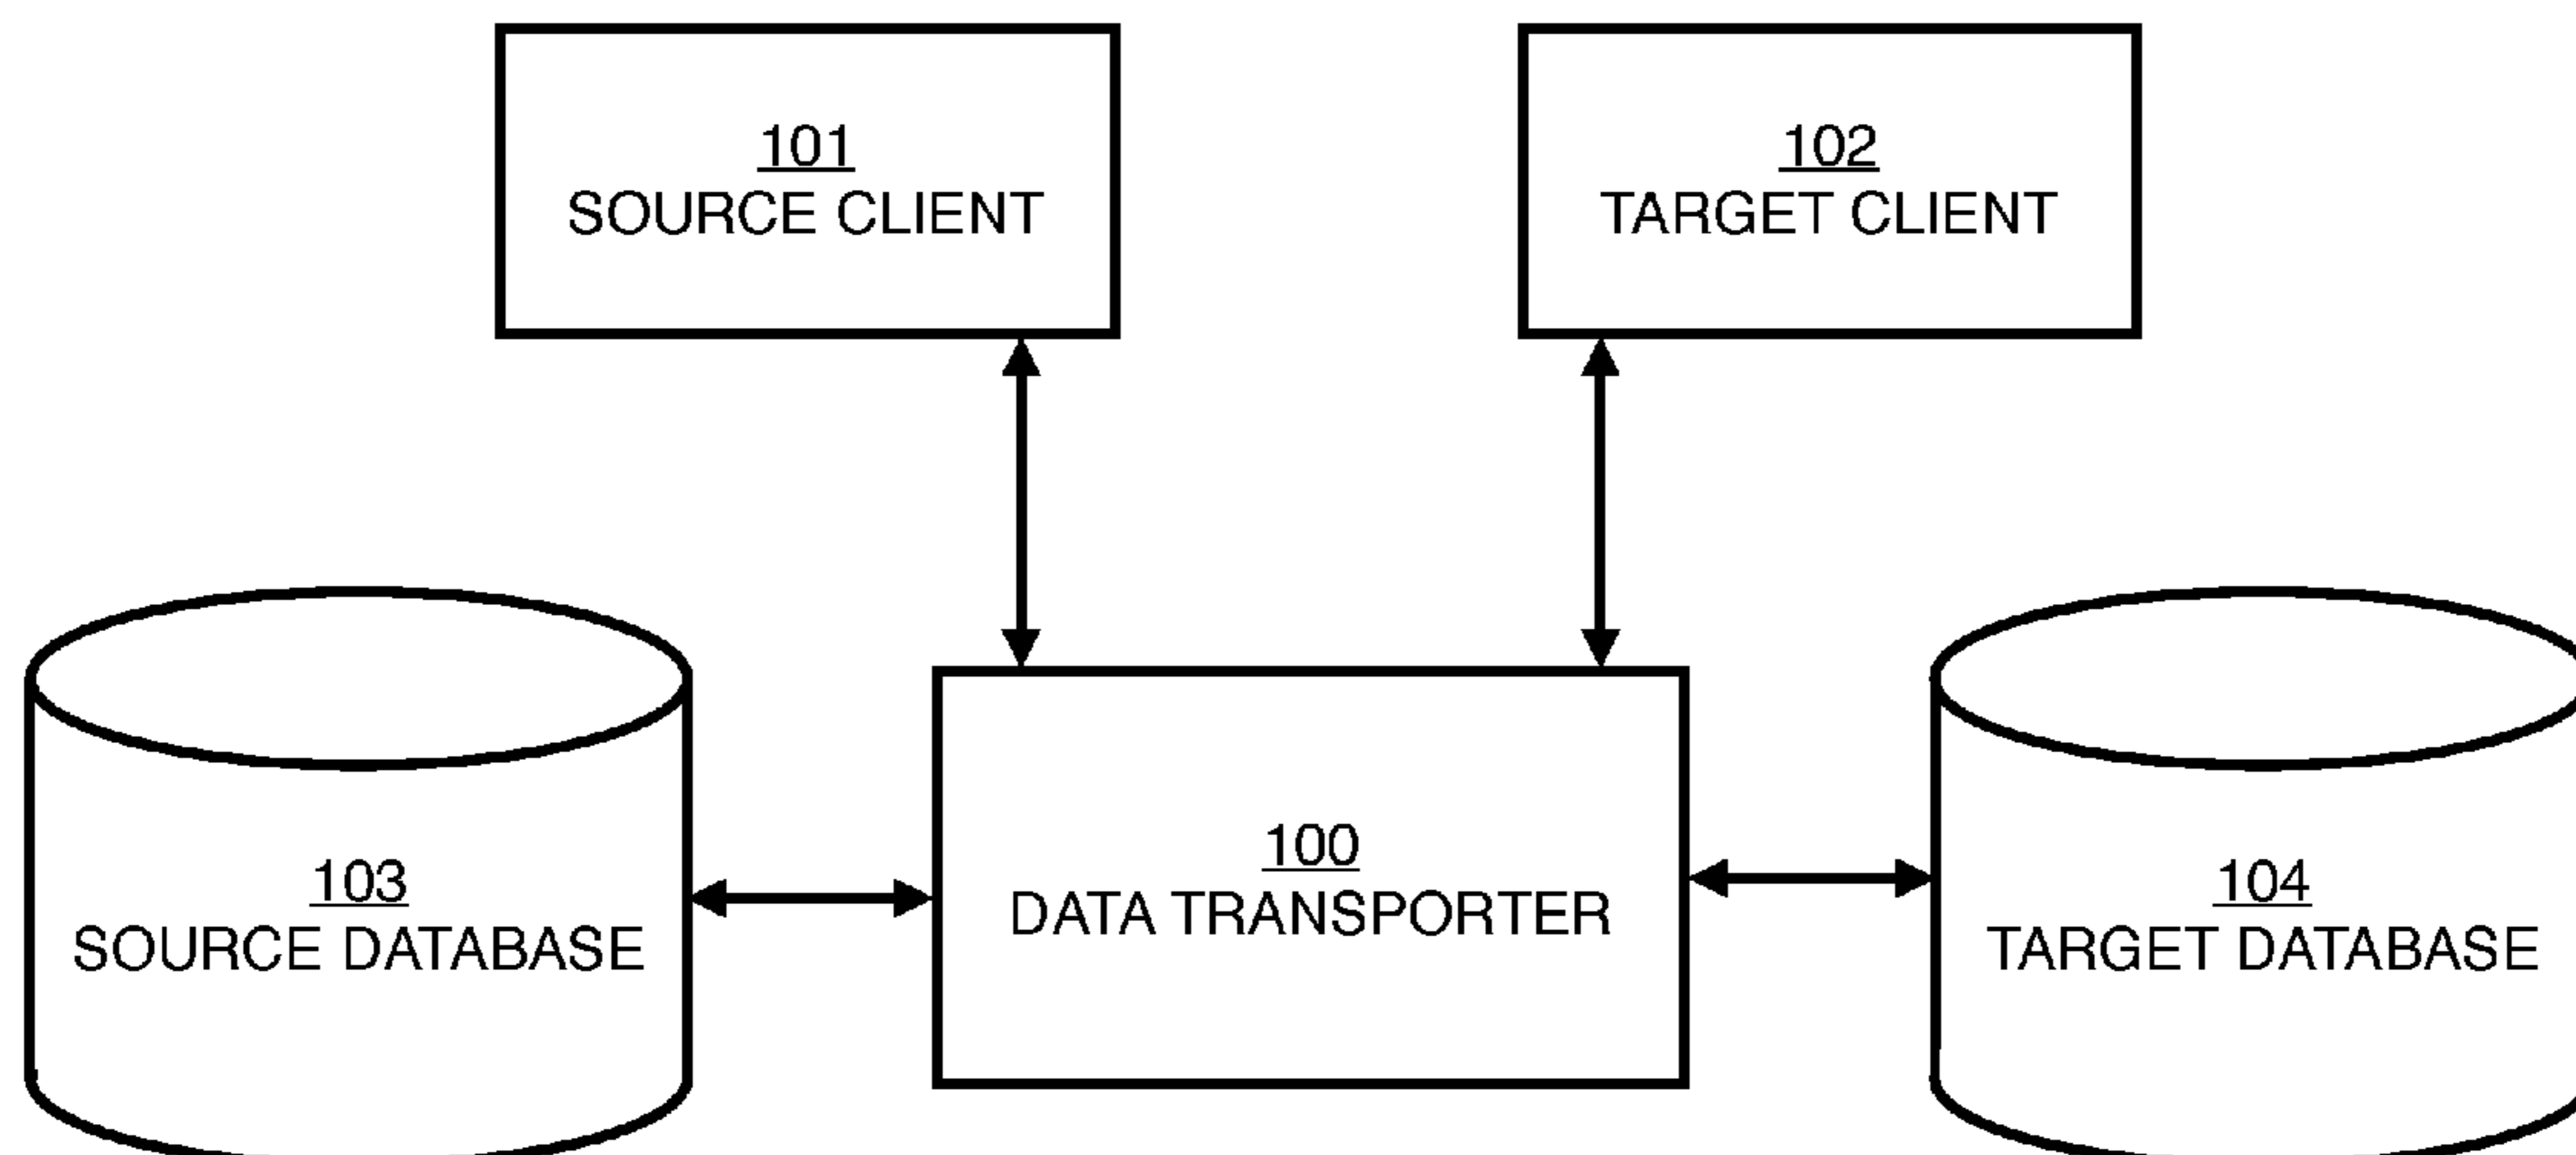 101
SOURCE CLIENT
102
TARGET CLIENT
103
SOURCE DATABASE
100
DATA TRANSPORTER
104
TARGET DATABASE